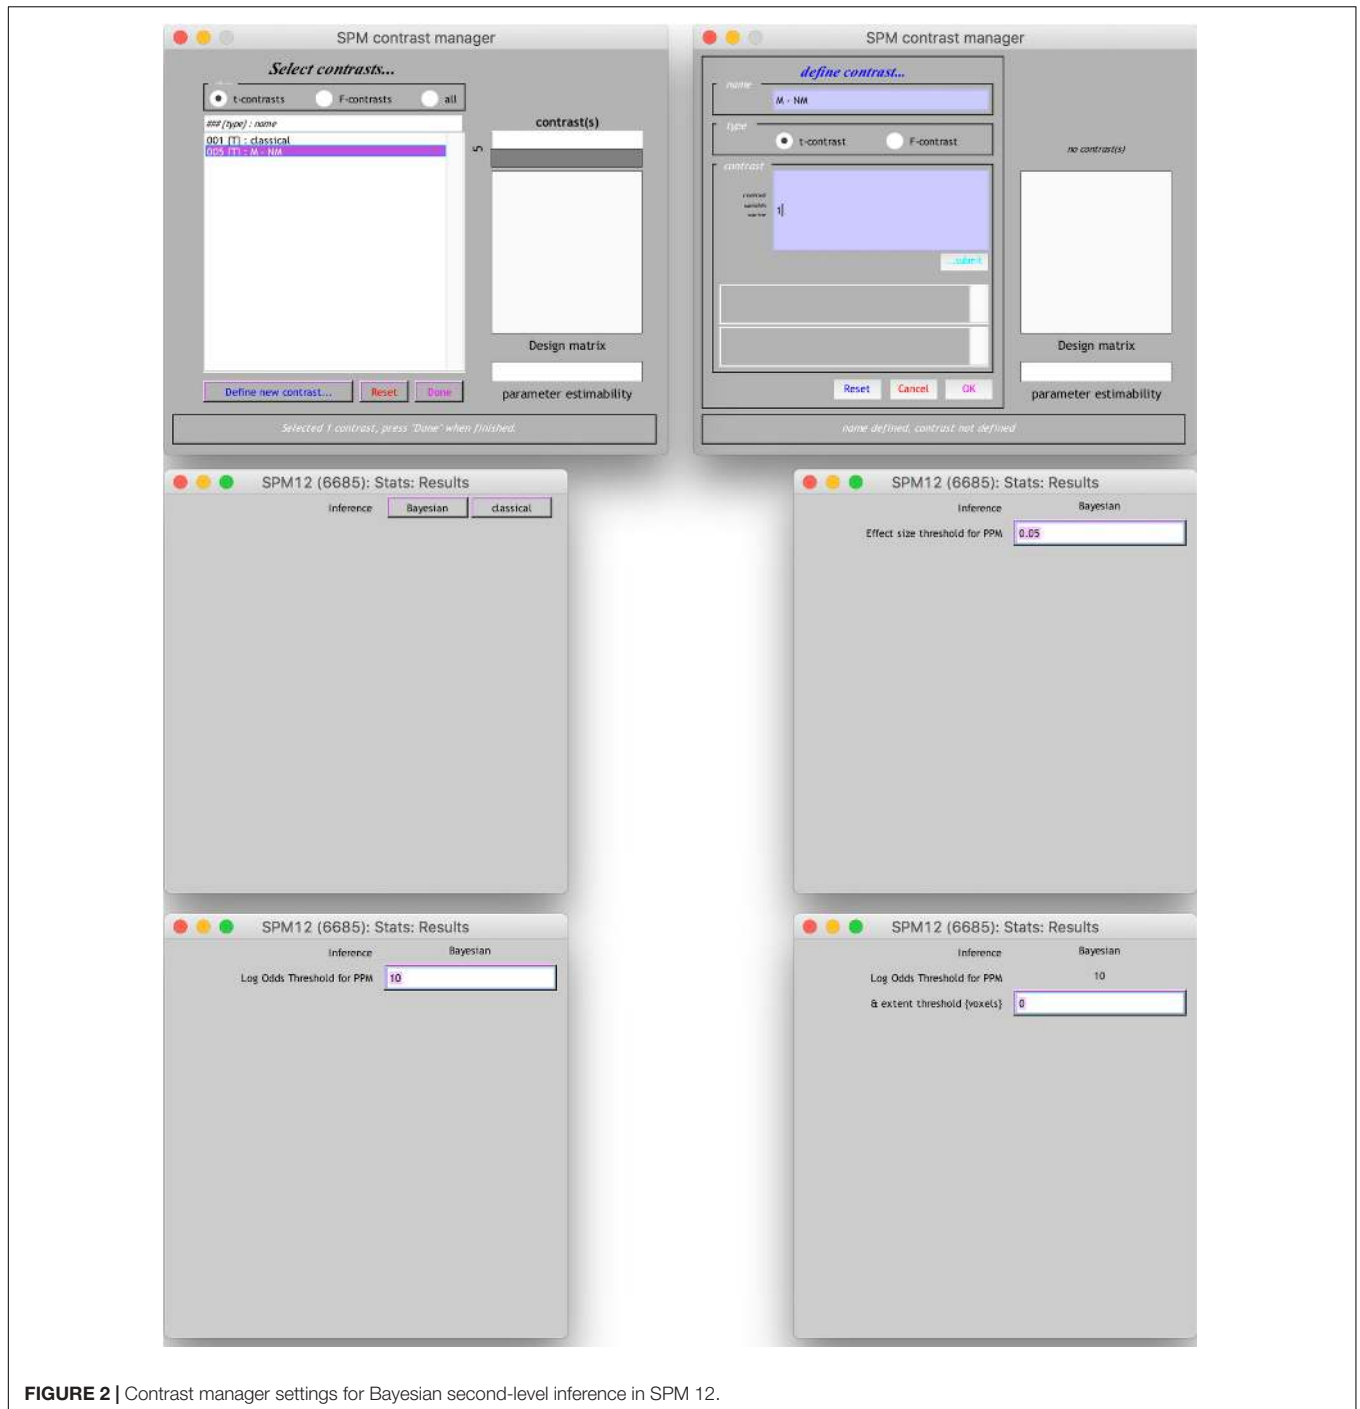 SPM contrast manager
Select contrasts...
t-contrasts F-contrasts all
### {type} : name
001 {T} : classical
005 {T} : M - NM
contrast(s)
5
Design matrix
Define new contrast... Reset Done
parameter estimability
Selected 1 contrast, press "Done" when finished.
SPM contrast manager
define contrast...
name
M - NM
type
t-contrast F-contrast
contrast
contrast
1
...submit
no contrast(s)
Design matrix
Reset Cancel OK
parameter estimability
name defined, contrast not defined
SPM12 (6685): Stats: Results
Inference Bayesian classical
SPM12 (6685): Stats: Results
Inference Bayesian
Effect size threshold for PPM 0.05
SPM12 (6685): Stats: Results
Inference Bayesian
Log Odds Threshold for PPM 10
SPM12 (6685): Stats: Results
Inference Bayesian
Log Odds Threshold for PPM 10
& extent threshold {voxels} 0
FIGURE 2 | Contrast manager settings for Bayesian second-level inference in SPM 12.